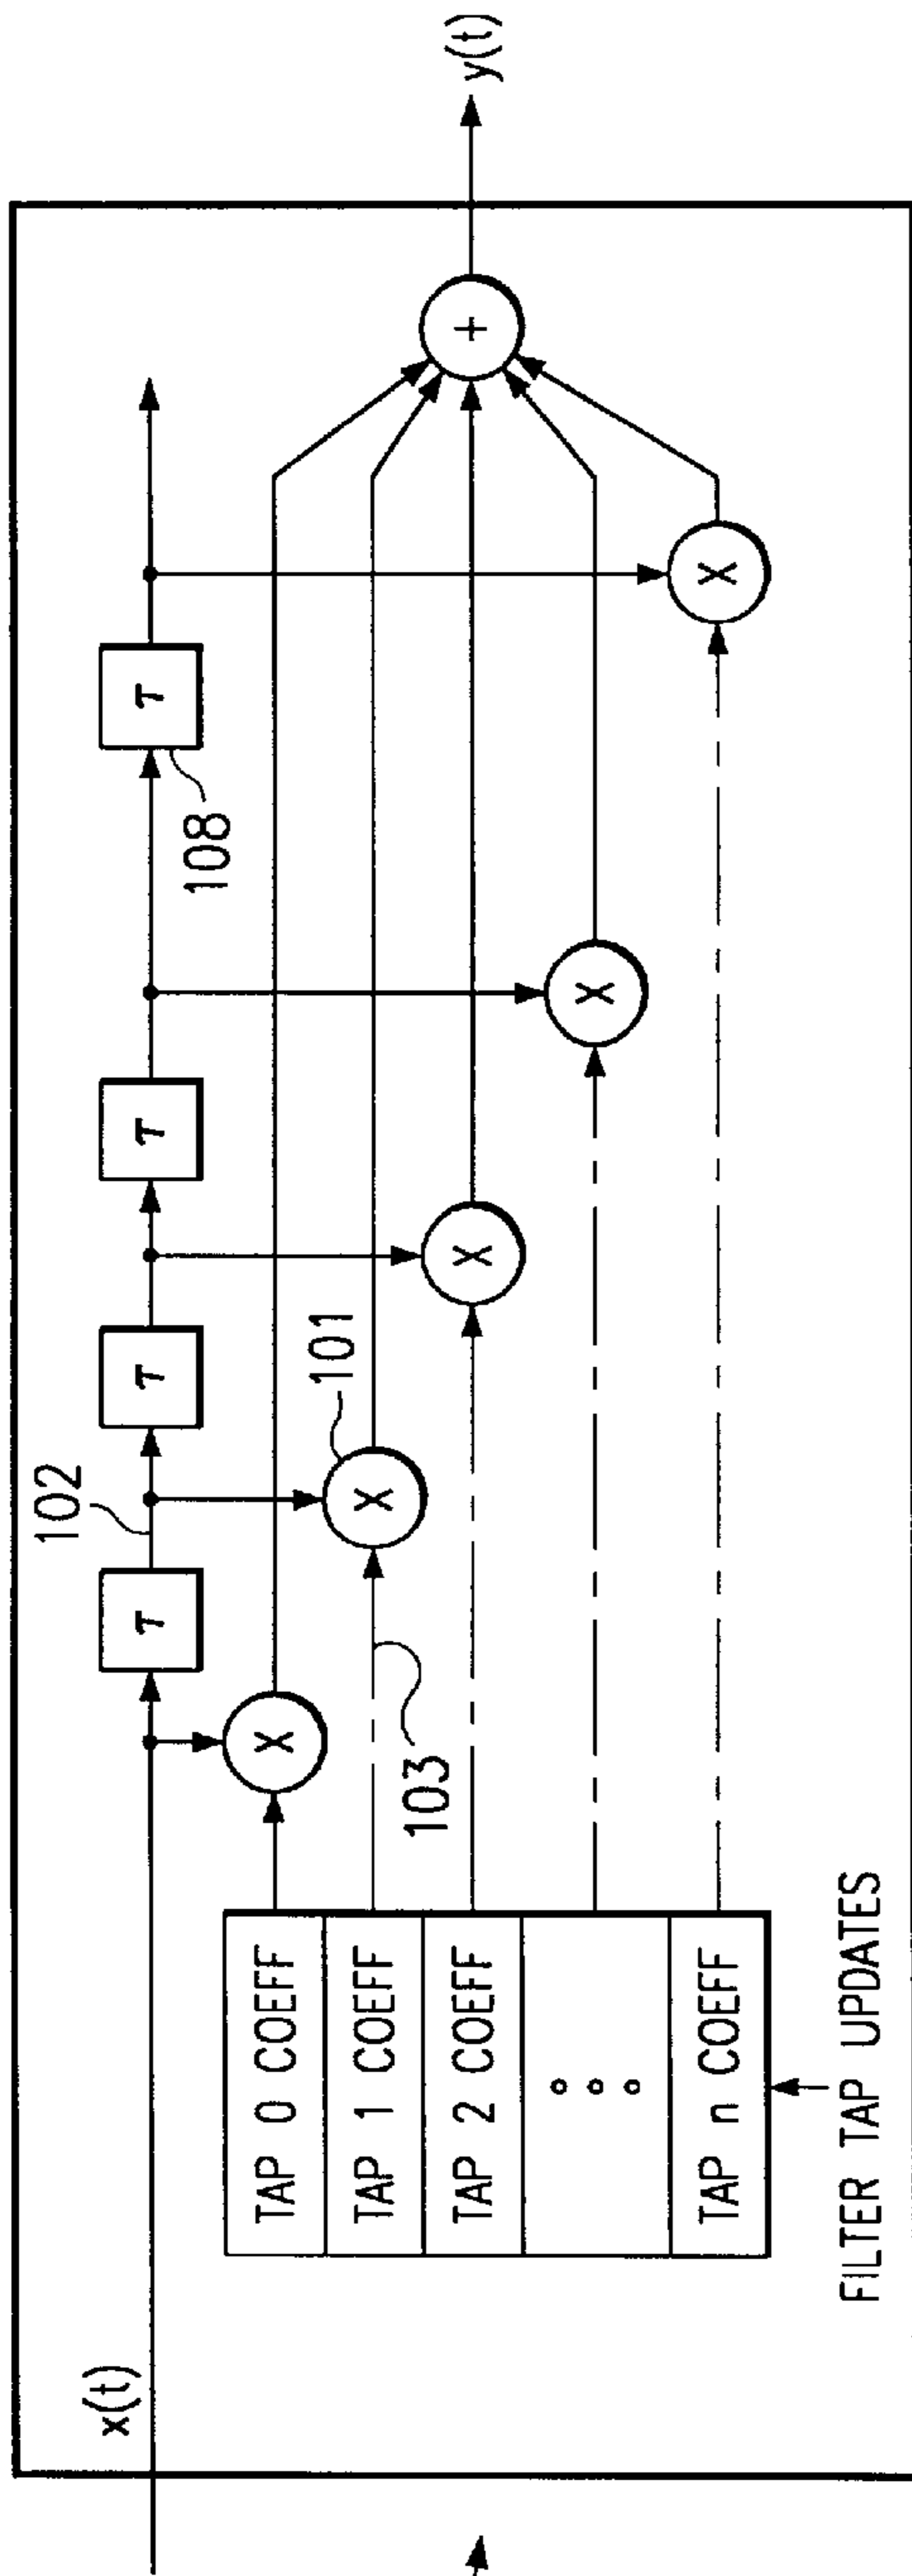 x(t)
τ
102
τ
τ
τ
108
X
X
101
X
X
X
+
y(t)
103
TAP 0 COEFF
TAP 1 COEFF
TAP 2 COEFF
TAP n COEFF
FILTER TAP UPDATES